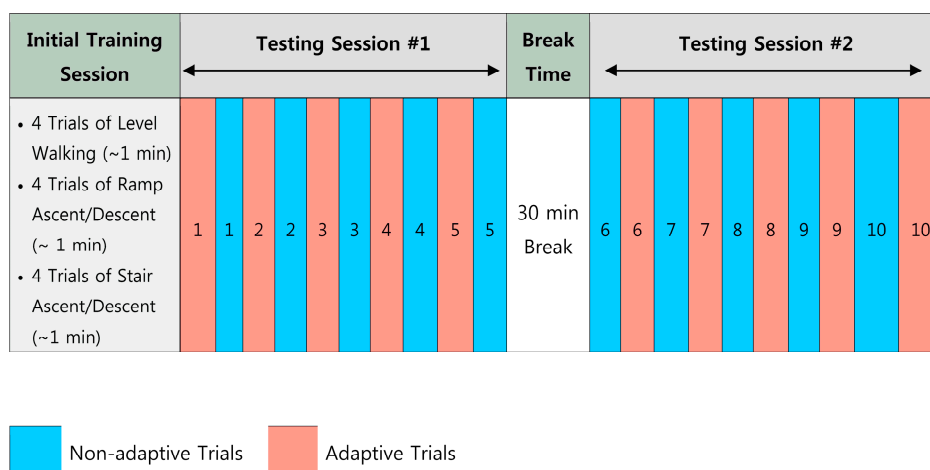 Initial Training
Session
Testing Session #1
Break
Time
Testing Session #2
• 4 Trials of Level
Walking (~1 min)
• 4 Trials of Ramp
Ascent/Descent
(~ 1 min)
• 4 Trials of Stair
Ascent/Descent
(~1 min)
1 1 2 2 3 3 4 4 5 5
30 min
Break
6 6 7 7 8 8 9 9 10 10
Non-adaptive Trials
Adaptive Trials